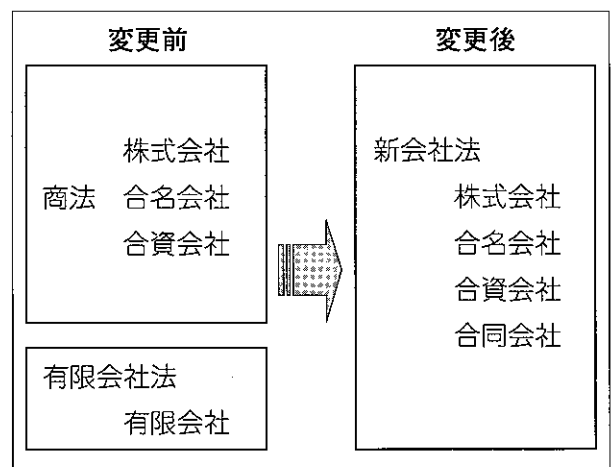 変更前
株式会社
商法 合名会社
合資会社
有限会社法
有限会社
変更後
新会社法
株式会社
合名会社
合資会社
合同会社